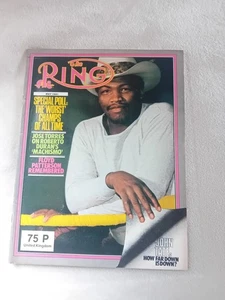 The
RING
SPECIAL POLL:
THE 'WORST'
CHAMPS OF
ALL TIME
JOSE TORRES
ON ROBERTO
DURAN'S
'MACHISMO'
FLOYD
PATTERSON
REMEMBERED
75 P
United Kingdom
JOHN
HOW FAR DOWN
IS DOWN?